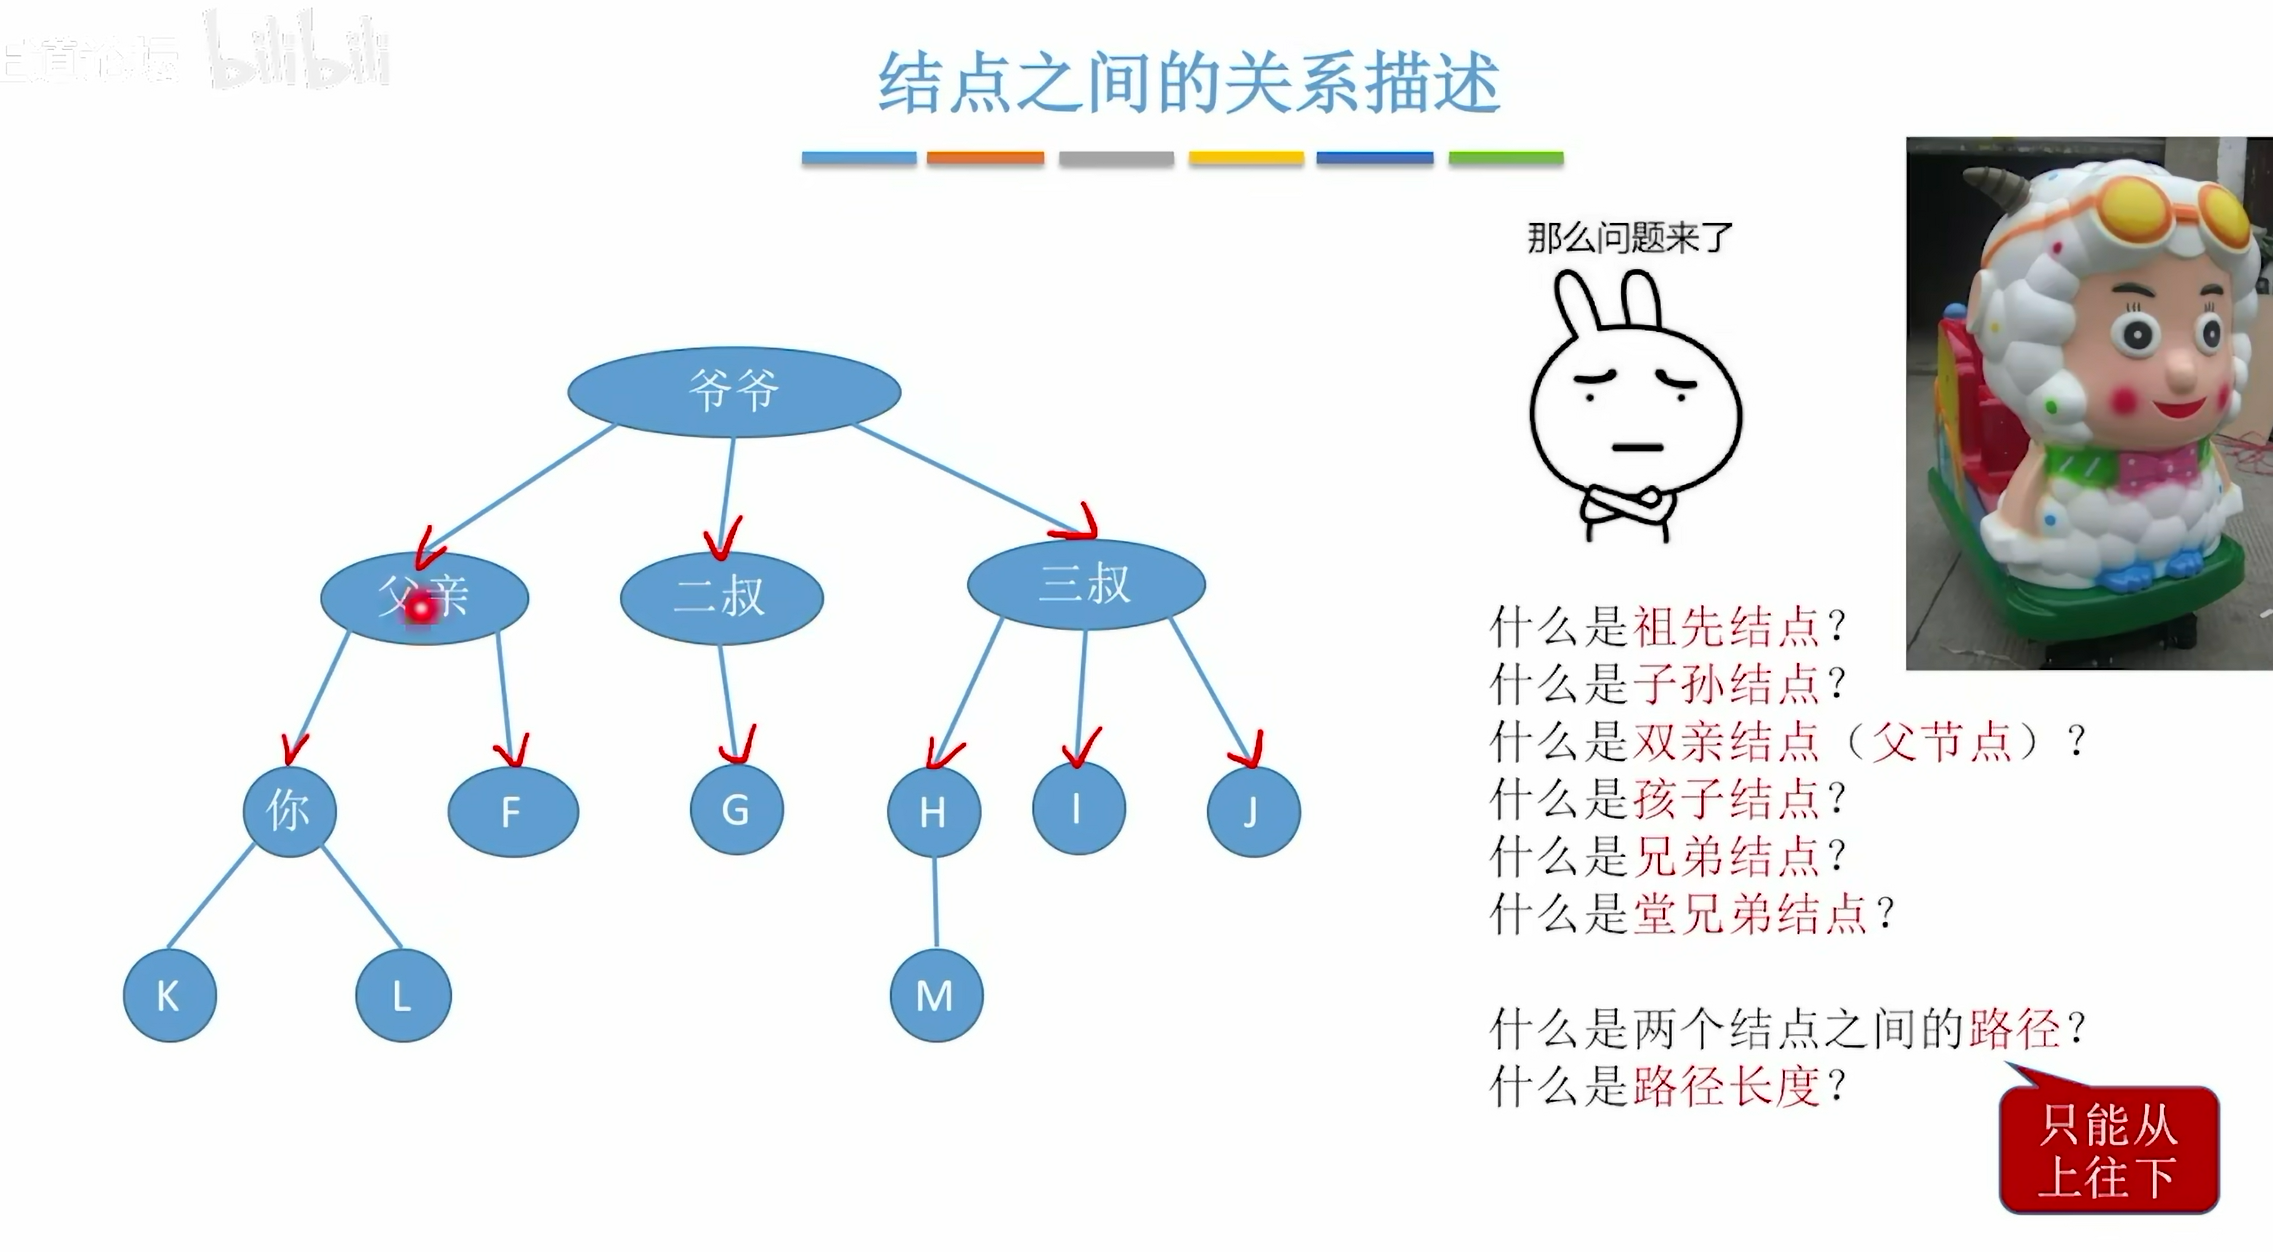 bilibili
结点之间的关系描述
那么问题来了
爷爷
父亲
二叔
三叔
你
F
G
H
I
J
K
L
M
什么是祖先结点?
什么是子孙结点?
什么是双亲结点（父节点）?
什么是孩子结点?
什么是兄弟结点?
什么是堂兄弟结点?
什么是两个结点之间的路径?
什么是路径长度?
只能从
上往下